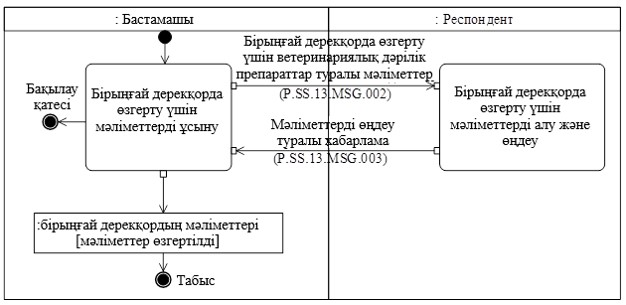 : Бастамашы
: Респондент
Бірыңғай дерекқорда өзгерту
үшін ветеринариялық дәрілік
препараттар туралы мәліметтер
(P.SS.13.MSG.002)
Бақылау
қатесі
Бірыңғай дерекқорда
өзгерту үшін
мәліметтерді ұсыну
Бірыңғай дерекқорда
өзгерту үшін
мәліметтерді алу және
өңдеу
Мәліметтерді өңдеу
туралы хабарлама
(P.SS.13.MSG.003)
:бірыңғай дерекқордың мәліметтері
[мәліметтер өзгертілді]
Табыс